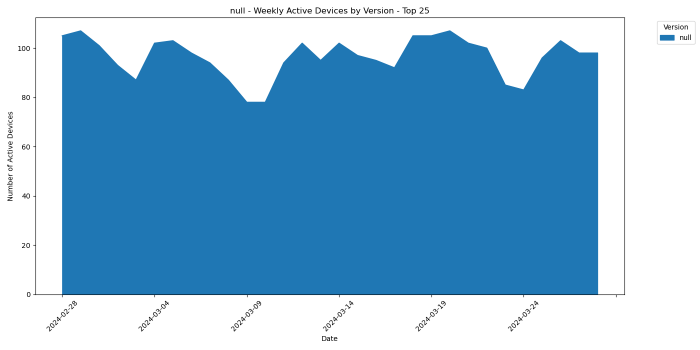 null - Weekly Active Devices by Version - Top 25
Version
null
100
80
60
40
20
0
Number of Active Devices
2024-02-28
2024-03-04
2024-03-09
2024-03-14
2024-03-19
2024-03-24
Date